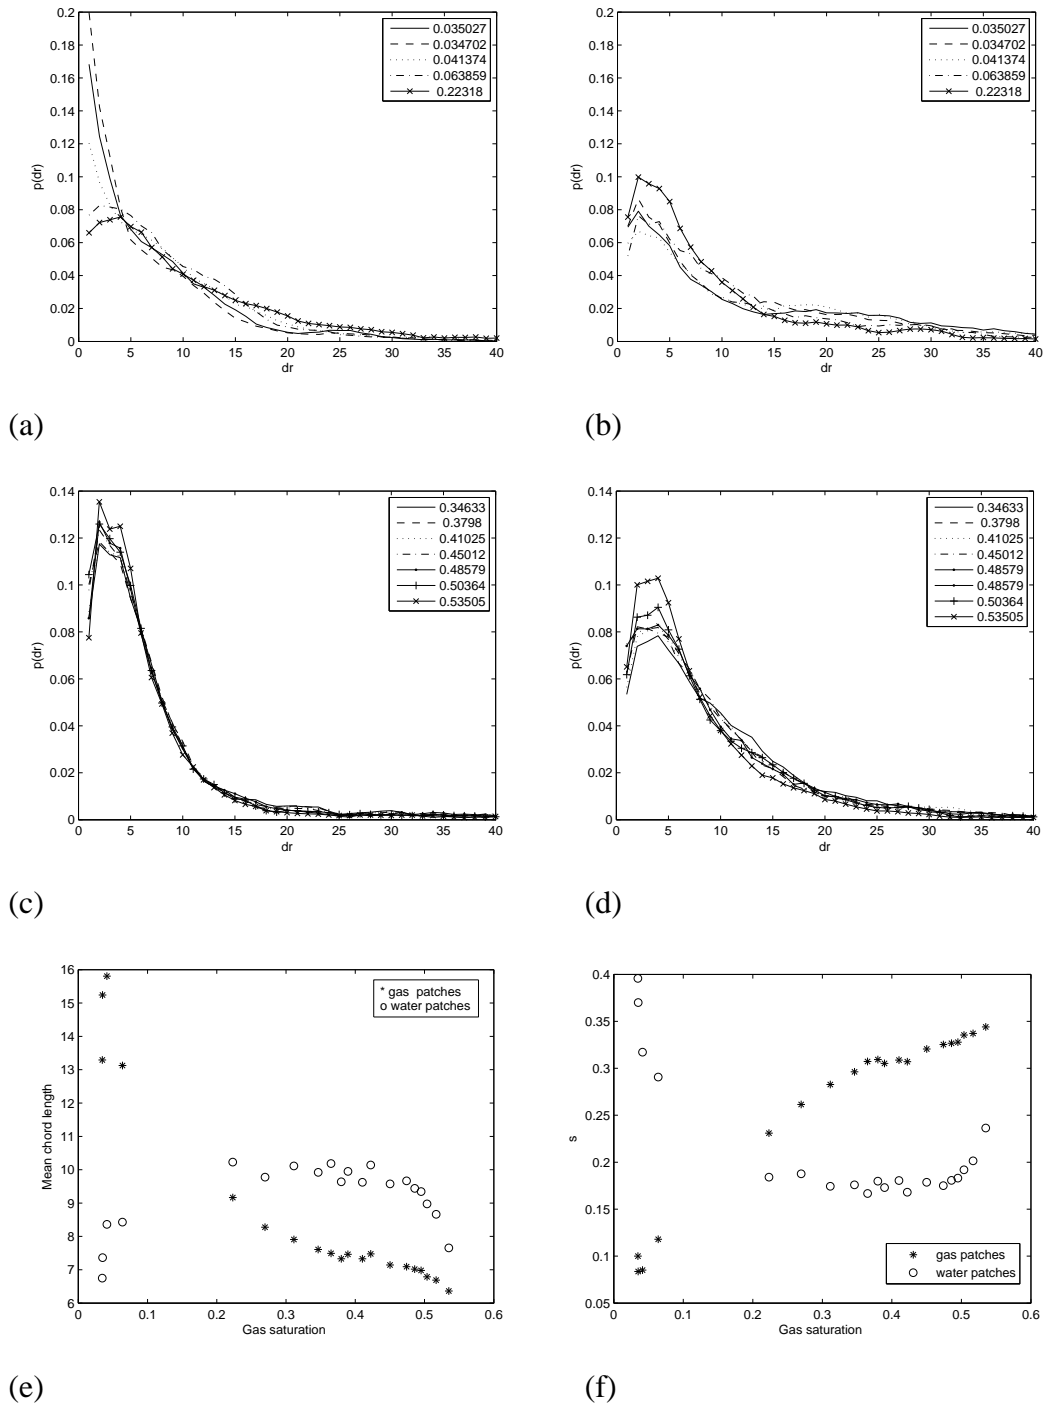 0.2
0.18
0.16
0.14
0.12
0.1
0.08
0.06
0.04
0.02
0
p(dr)
0.035027
0.034702
0.041374
0.063859
0.22318
0 5 10 15 20 25 30 35 40
dr
(a)
0.2
0.18
0.16
0.14
0.12
0.1
0.08
0.06
0.04
0.02
0
p(dr)
0.035027
0.034702
0.041374
0.063859
0.22318
0 5 10 15 20 25 30 35 40
dr
(b)
0.14
0.12
0.1
0.08
0.06
0.04
0.02
0
p(dr)
0.34633
0.3798
0.41025
0.45012
0.48579
0.50364
0.53505
0 5 10 15 20 25 30 35 40
dr
(c)
0.14
0.12
0.1
0.08
0.06
0.04
0.02
0
p(dr)
0.34633
0.3798
0.41025
0.45012
0.48579
0.48579
0.50364
0.53505
0 5 10 15 20 25 30 35 40
dr
(d)
16
15
14
13
12
11
10
9
8
7
6
Mean chord length
* gas patches
o water patches
0 0.1 0.2 0.3 0.4 0.5 0.6
Gas saturation
(e)
0.4
0.35
0.3
0.25
0.2
0.15
0.1
0.05
s
gas patches
water patches
0 0.1 0.2 0.3 0.4 0.5 0.6
Gas saturation
(f)